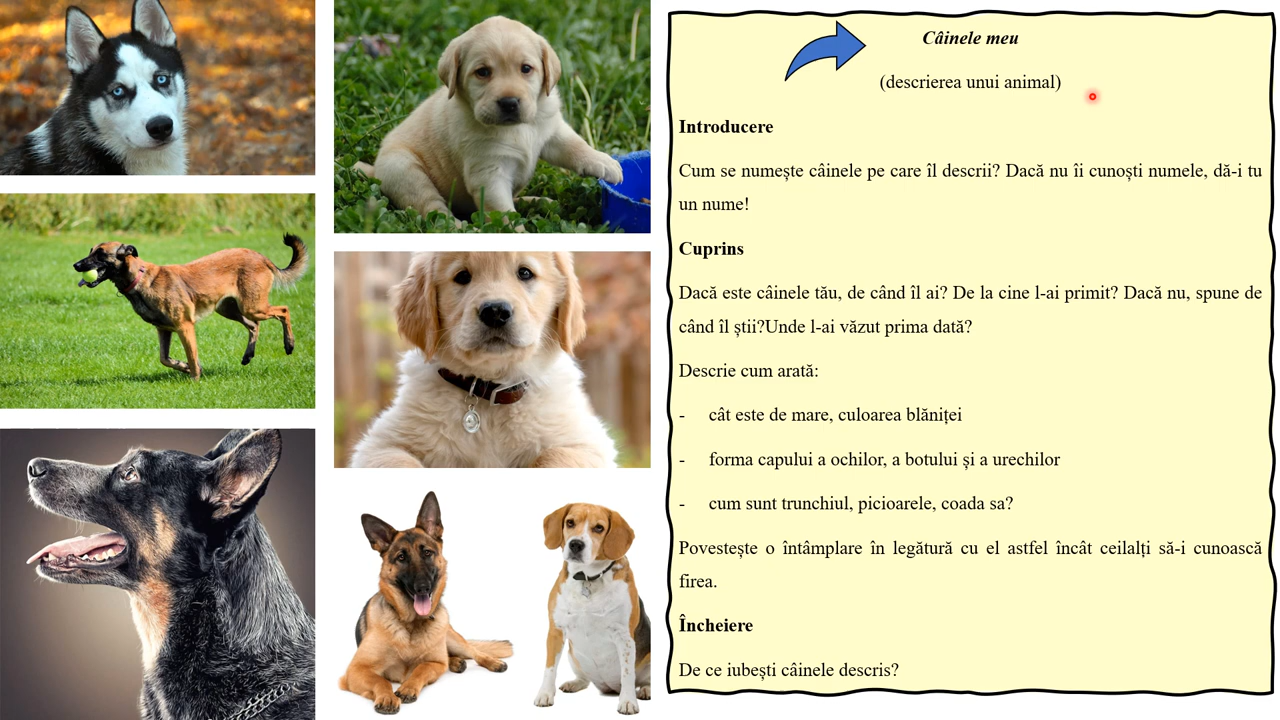 Câinele meu
(descrierea unui animal)
Introducere
Cum se numește câinele pe care îl descrii? Dacă nu îi cunoști numele, dă-i tu
un nume!
Cuprins
Dacă este câinele tău, de când îl ai? De la cine l-ai primit? Dacă nu, spune de
când îl știi?Unde l-ai văzut prima dată?
Descrie cum arată:
- cât este de mare, culoarea blăniței
- forma capului a ochilor, a botului și a urechilor
- cum sunt trunchiul, picioarele, coada sa?
Povestește o întâmplare în legătură cu el astfel încât ceilalți să-i cunoască
firea.
Încheiere
De ce iubești câinele descris?